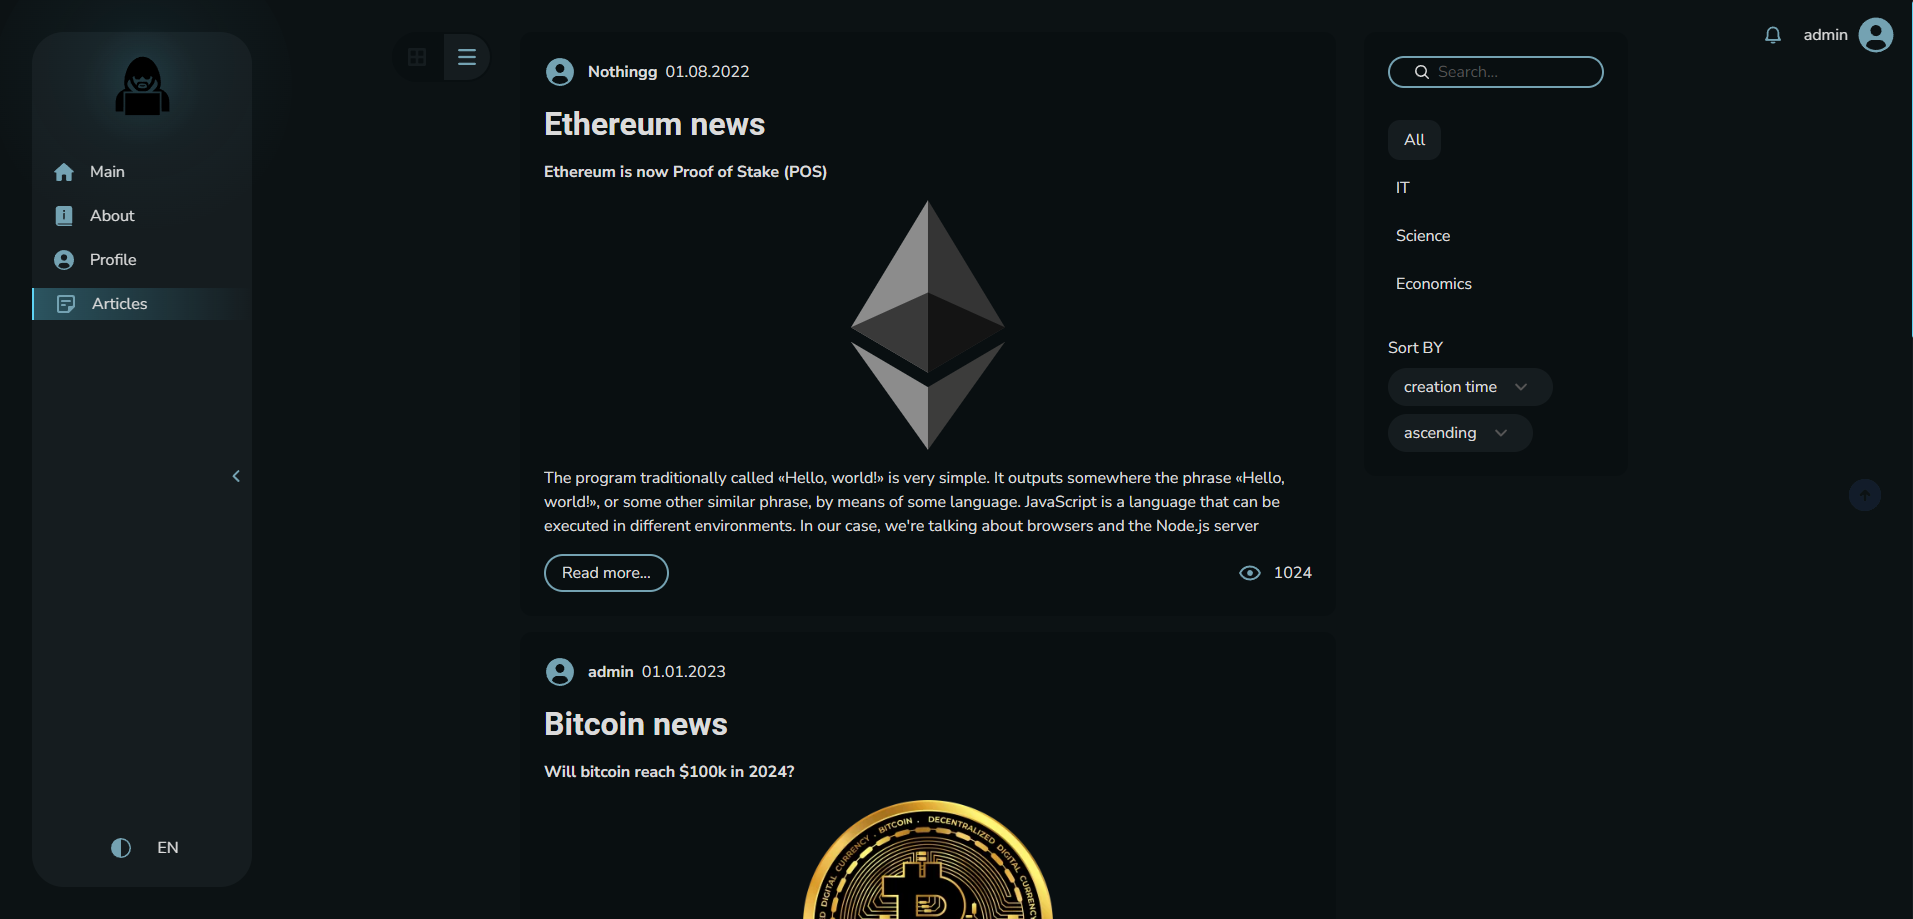 Main
About
Profile
Articles
EN
Nothingg 01.08.2022
Ethereum news
Ethereum is now Proof of Stake (POS)
The program traditionally called «Hello, world!» is very simple. It outputs somewhere the phrase «Hello,
world!», or some other similar phrase, by means of some language. JavaScript is a language that can be
executed in different environments. In our case, we're talking about browsers and the Node.js server
Read more...
1024
admin 01.01.2023
Bitcoin news
Will bitcoin reach $100k in 2024?
DIGITAL CURRENCY . BITCOIN . DECENTRALIZED DIGITAL CURRENCY
admin
Search...
All
IT
Science
Economics
Sort BY
creation time
ascending